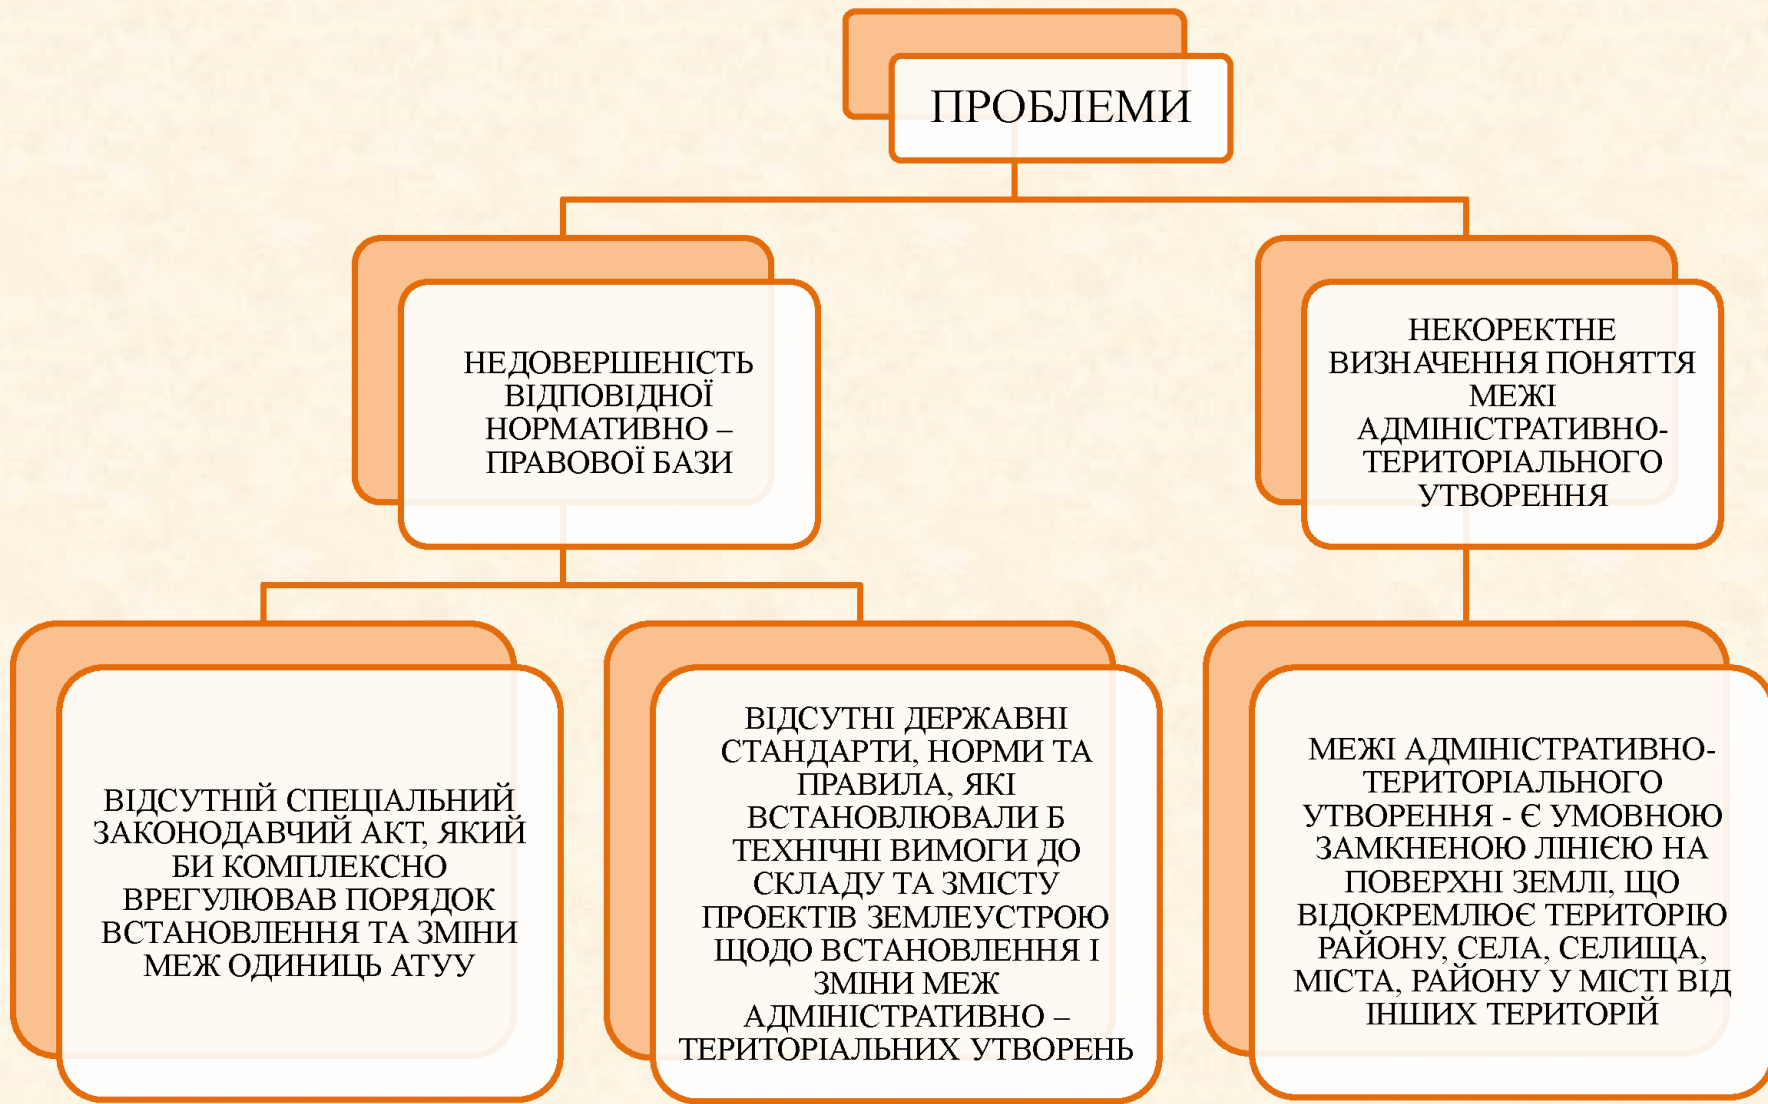 ПРОБЛЕМИ
НЕДОВЕРШЕНІСТЬ
ВІДПОВІДНОЇ
НОРМАТИВНО –
ПРАВОВОЇ БАЗИ
НЕКОРЕКТНЕ
ВИЗНАЧЕННЯ ПОНЯТТЯ
МЕЖІ
АДМІНІСТРАТИВНО-
ТЕРИТОРІАЛЬНОГО
УТВОРЕННЯ
ВІДСУТНІЙ СПЕЦІАЛЬНИЙ
ЗАКОНОДАВЧИЙ АКТ, ЯКИЙ
БИ КОМПЛЕКСНО
ВРЕГУЛЮВАВ ПОРЯДОК
ВСТАНОВЛЕННЯ ТА ЗМІНИ
МЕЖ ОДИНИЦЬ АТУУ
ВІДСУТНІ ДЕРЖАВНІ
СТАНДАРТИ, НОРМИ ТА
ПРАВИЛА, ЯКІ
ВСТАНОВЛЮВАЛИ Б
ТЕХНІЧНІ ВИМОГИ ДО
СКЛАДУ ТА ЗМІСТУ
ПРОЕКТІВ ЗЕМЛЕУСТРОЮ
ЩОДО ВСТАНОВЛЕННЯ І
ЗМІНИ МЕЖ
АДМІНІСТРАТИВНО –
ТЕРИТОРІАЛЬНИХ УТВОРЕНЬ
МЕЖІ АДМІНІСТРАТИВНО-
ТЕРИТОРІАЛЬНОГО
УТВОРЕННЯ - Є УМОВНОЮ
ЗАМКНЕНОЮ ЛІНІЄЮ НА
ПОВЕРХНІ ЗЕМЛІ, ЩО
ВІДОКРЕМЛЮЄ ТЕРИТОРІЮ
РАЙОНУ, СЕЛА, СЕЛИЩА,
МІСТА, РАЙОНУ У МІСТІ ВІД
ІНШИХ ТЕРИТОРІЙ